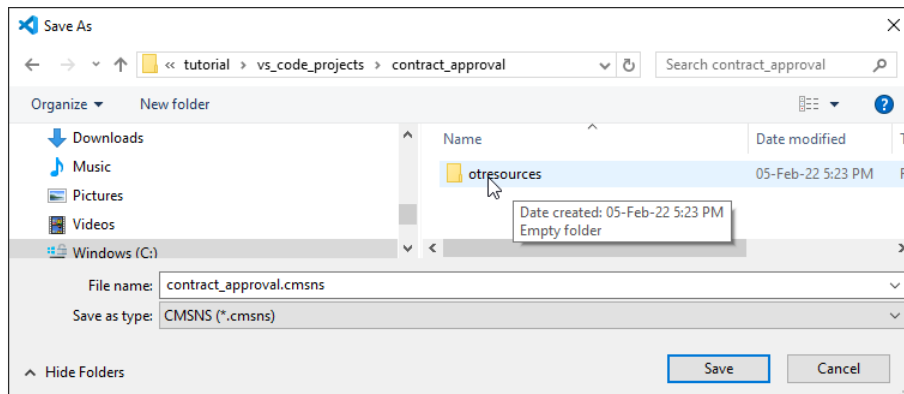 Save As
« tutorial > vs_code_projects > contract_approval
Search contract_approval
Organize
New folder
Downloads
Music
Pictures
Videos
Windows (C:)
Name
Date modified
T
otresources
05-Feb-22 5:23 PM
F
Date created: 05-Feb-22 5:23 PM
Empty folder
File name: contract_approval.cmsns
Save as type: CMSNS (*.cmsns)
Hide Folders
Save
Cancel